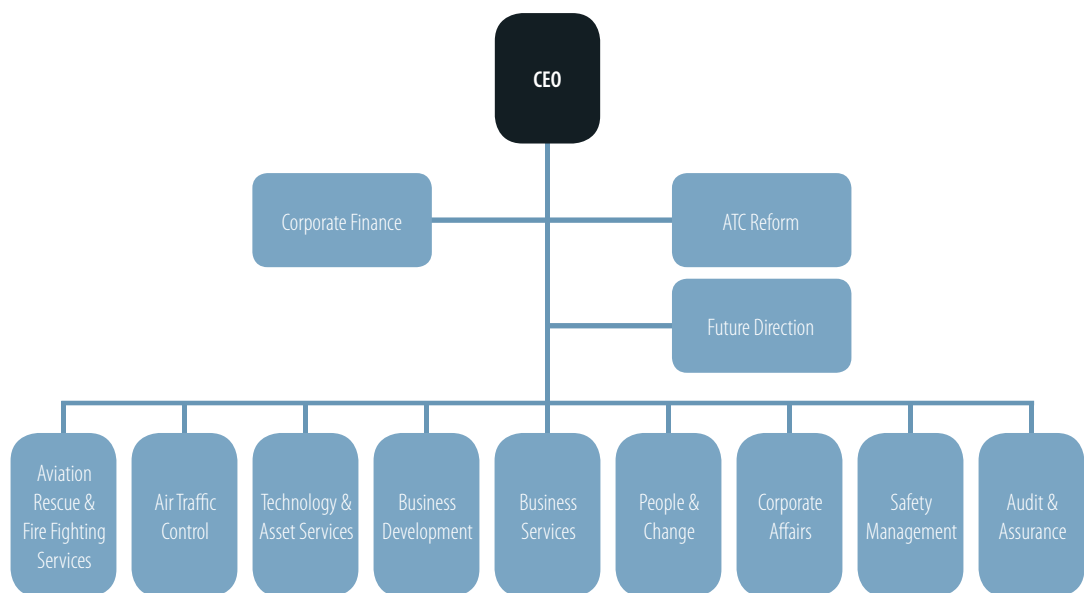 CEO
Corporate Finance
ATC Reform
Future Direction
Aviation
Rescue &
Fire Fighting
Services
Air Traffic
Control
Technology &
Asset Services
Business
Development
Business
Services
People &
Change
Corporate
Affairs
Safety
Management
Audit &
Assurance